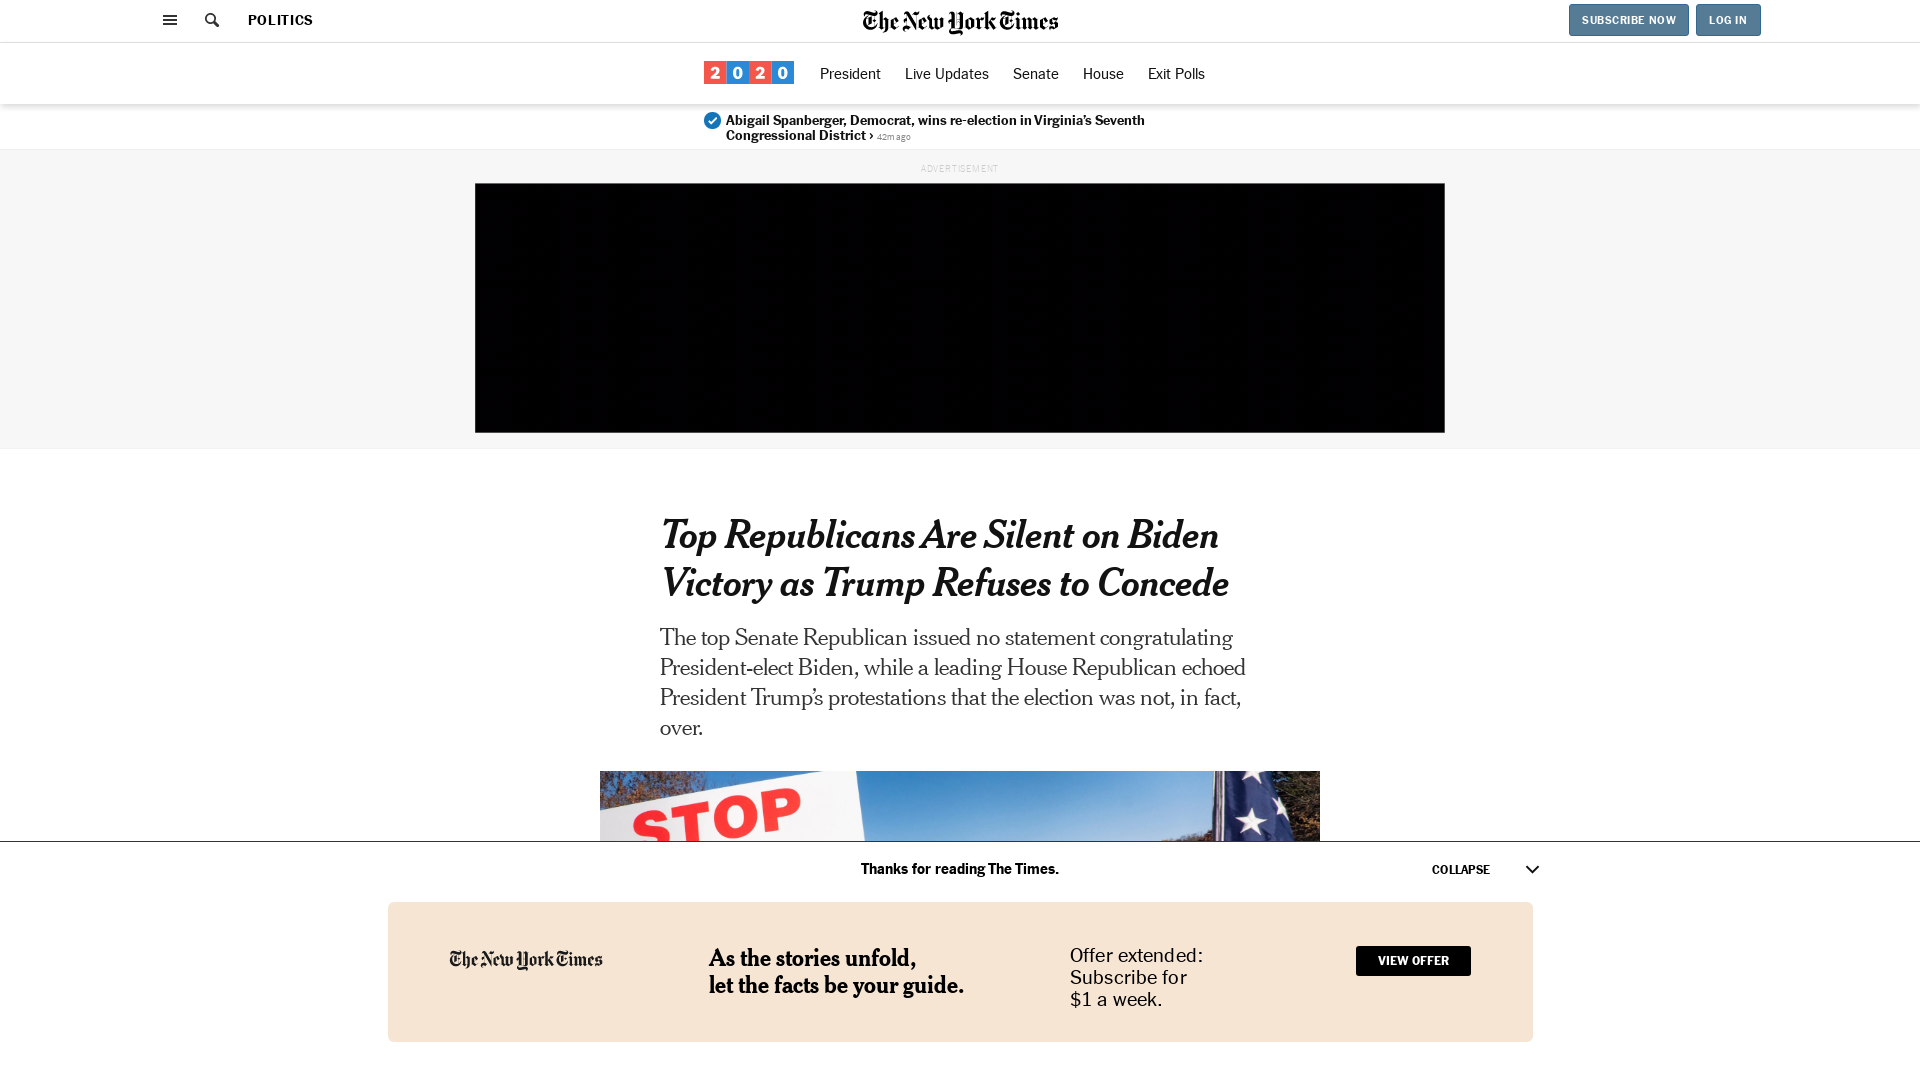 POLITICS
The New York Times
SUBSCRIBE NOW
LOG IN
2020
President
Live Updates
Senate
House
Exit Polls
Abigail Spanberger, Democrat, wins re-election in Virginia’s Seventh
Congressional District › 42m ago
ADVERTISEMENT
Top Republicans Are Silent on Biden
Victory as Trump Refuses to Concede
The top Senate Republican issued no statement congratulating
President-elect Biden, while a leading House Republican echoed
President Trump’s protestations that the election was not, in fact,
over.
STOP
Thanks for reading The Times.
COLLAPSE
The New York Times
As the stories unfold,
let the facts be your guide.
Offer extended:
Subscribe for
$1 a week.
VIEW OFFER